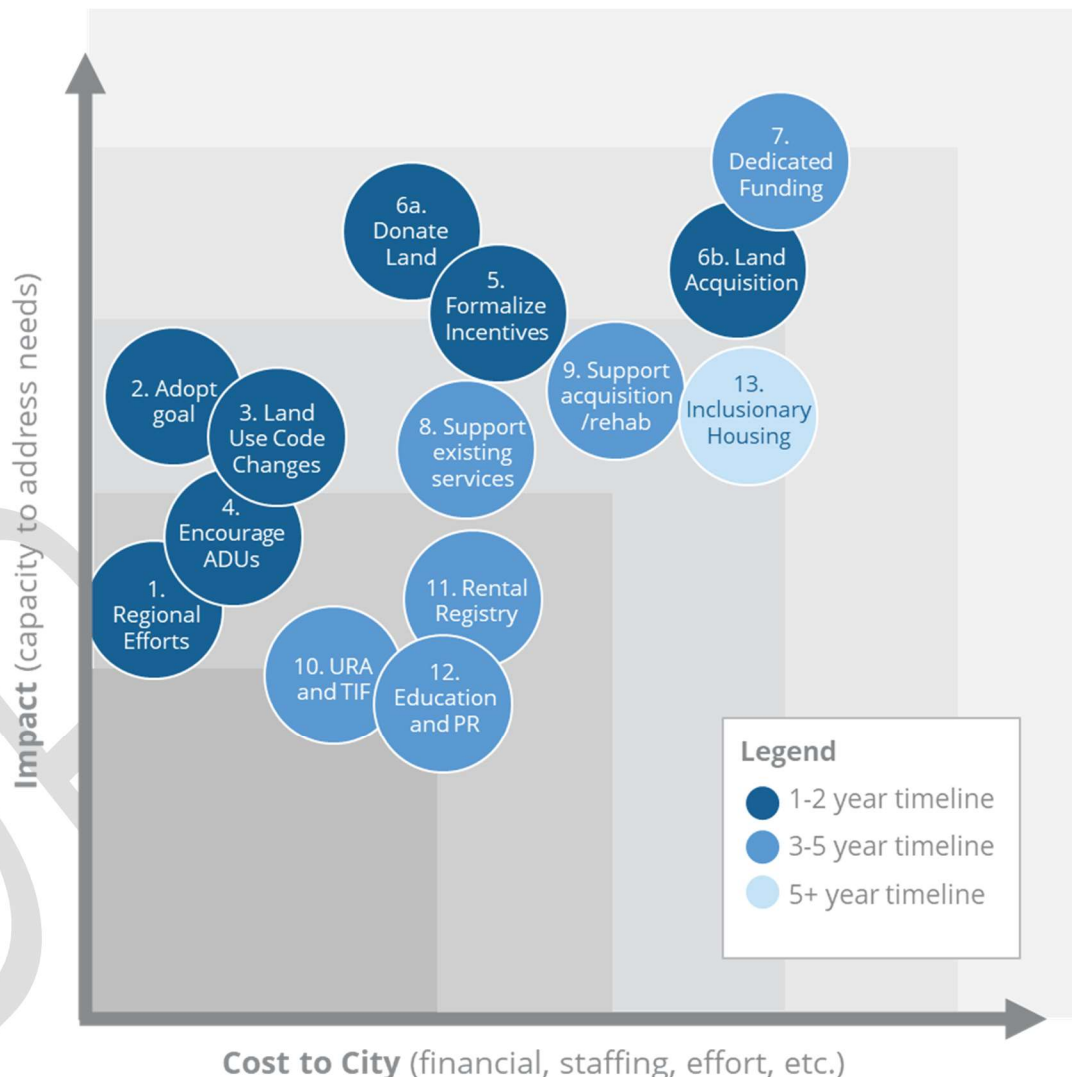 7.
Dedicated
Funding
6a.
Donate
Land
6b. Land
Acquisition
5.
Formalize
Incentives
2. Adopt
goal
3. Land
Use Code
Changes
9. Support
acquisition
/rehab
13.
Inclusionary
Housing
8. Support
existing
services
4.
Encourage
ADUs
1.
Regional
Efforts
11. Rental
Registry
10. URA
and TIF
12.
Education
and PR
Impact (capacity to address needs)
Legend
1-2 year timeline
3-5 year timeline
5+ year timeline
Cost to City (financial, staffing, effort, etc.)